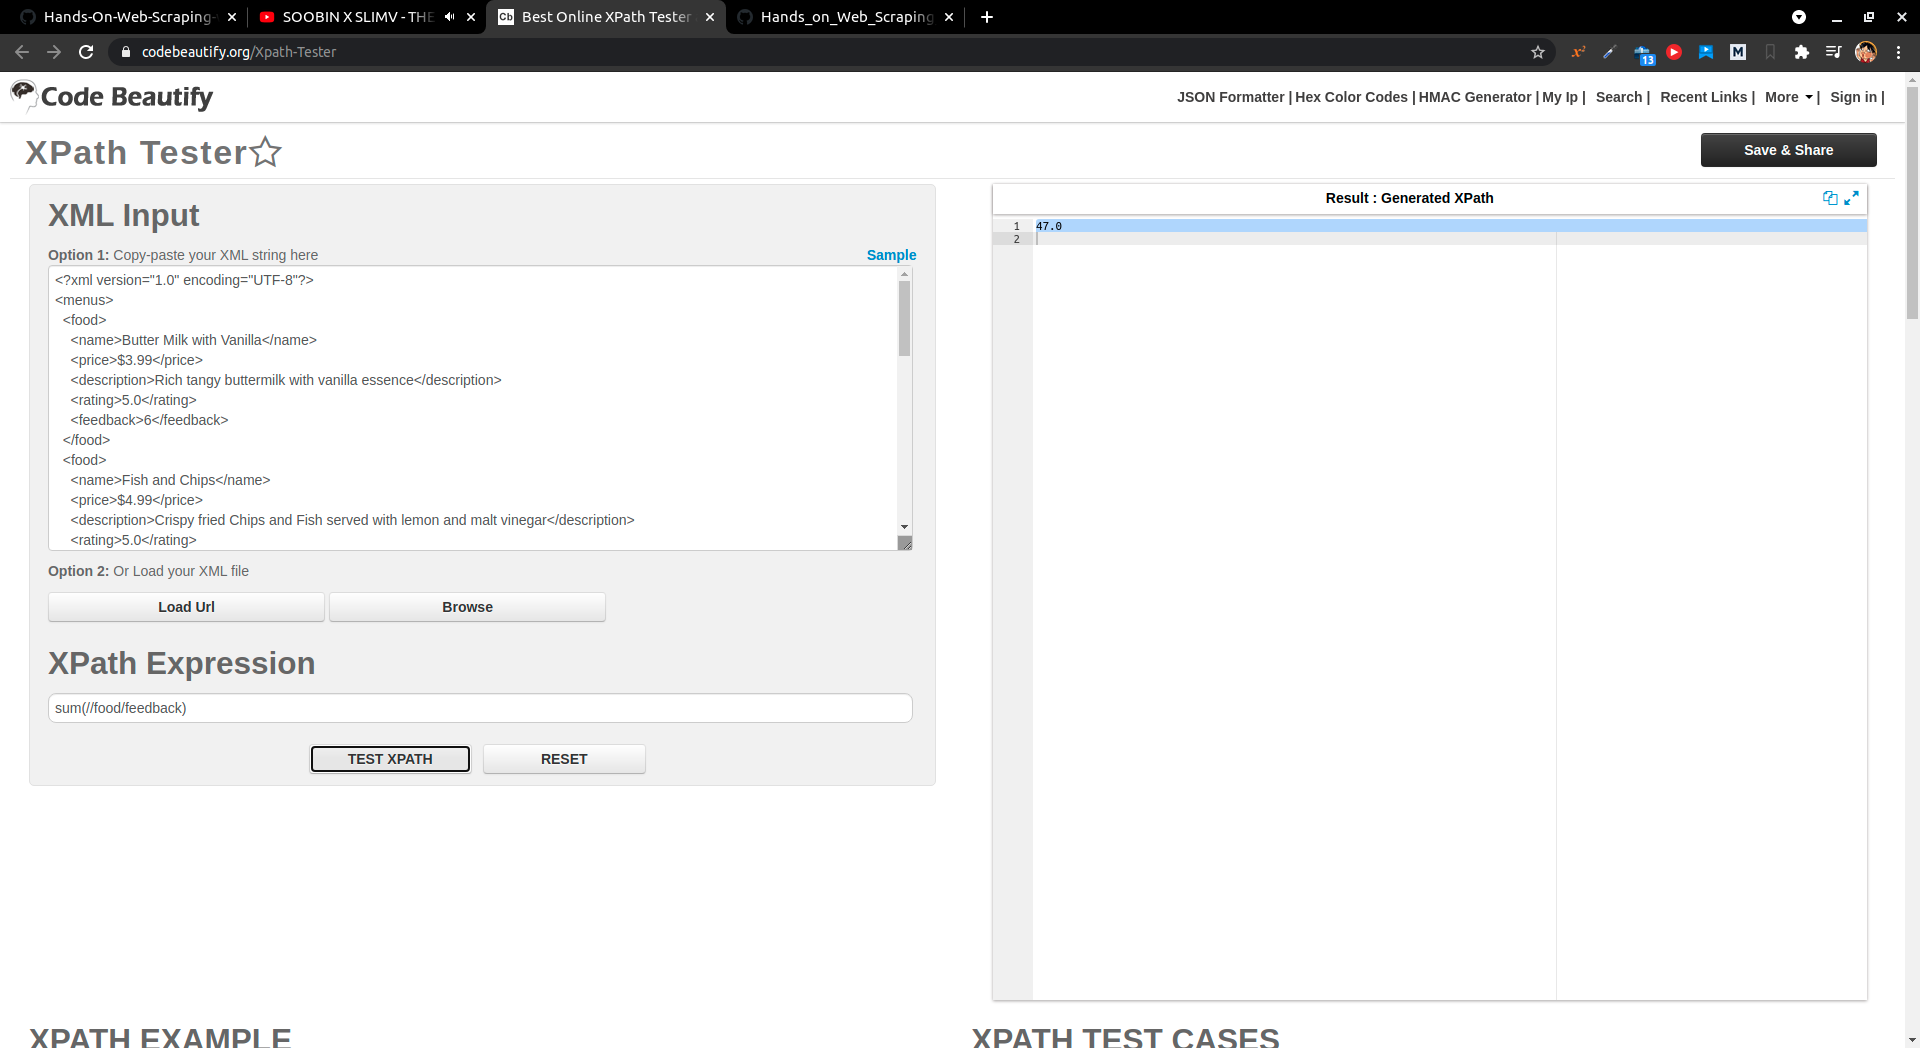 Hands-On-Web-Scraping-
SOOBIN X SLIMV - THE
Cb Best Online XPath Tester
Hands_on_Web_Scraping
codebeautify.org/Xpath-Tester
x²
13
M
Code Beautify
JSON Formatter | Hex Color Codes | HMAC Generator | My Ip | Search | Recent Links | More | Sign in |
XPath Tester
Save & Share
XML Input
Option 1: Copy-paste your XML string here
Sample
<?xml version="1.0" encoding="UTF-8"?>
<menus>
<food>
<name>Butter Milk with Vanilla</name>
<price>$3.99</price>
<description>Rich tangy buttermilk with vanilla essence</description>
<rating>5.0</rating>
<feedback>6</feedback>
</food>
<food>
<name>Fish and Chips</name>
<price>$4.99</price>
<description>Crispy fried Chips and Fish served with lemon and malt vinegar</description>
<rating>5.0</rating>
Option 2: Or Load your XML file
Load Url
Browse
XPath Expression
sum(//food/feedback)
TEST XPATH
RESET
Result : Generated XPath
1 47.0
2
XPATH EXAMPLE
XPATH TEST CASES